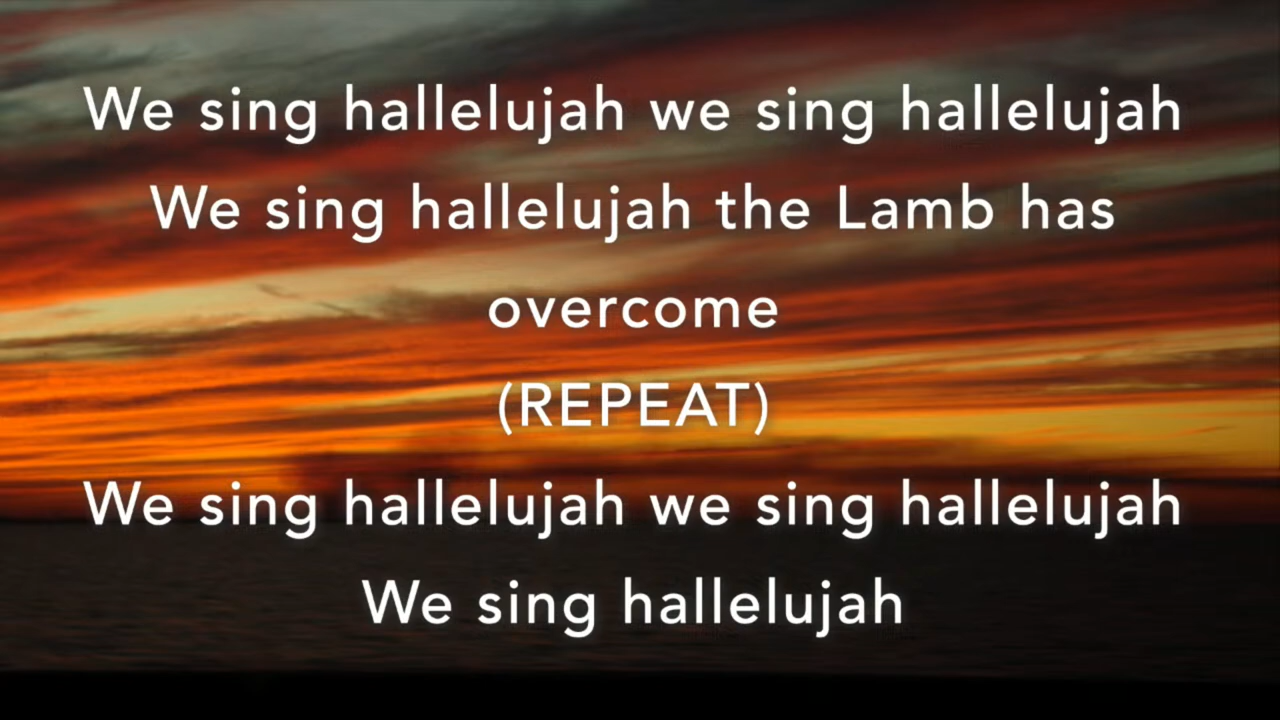 We sing hallelujah we sing hallelujah
We sing hallelujah the Lamb has
overcome
(REPEAT)
We sing hallelujah we sing hallelujah
We sing hallelujah